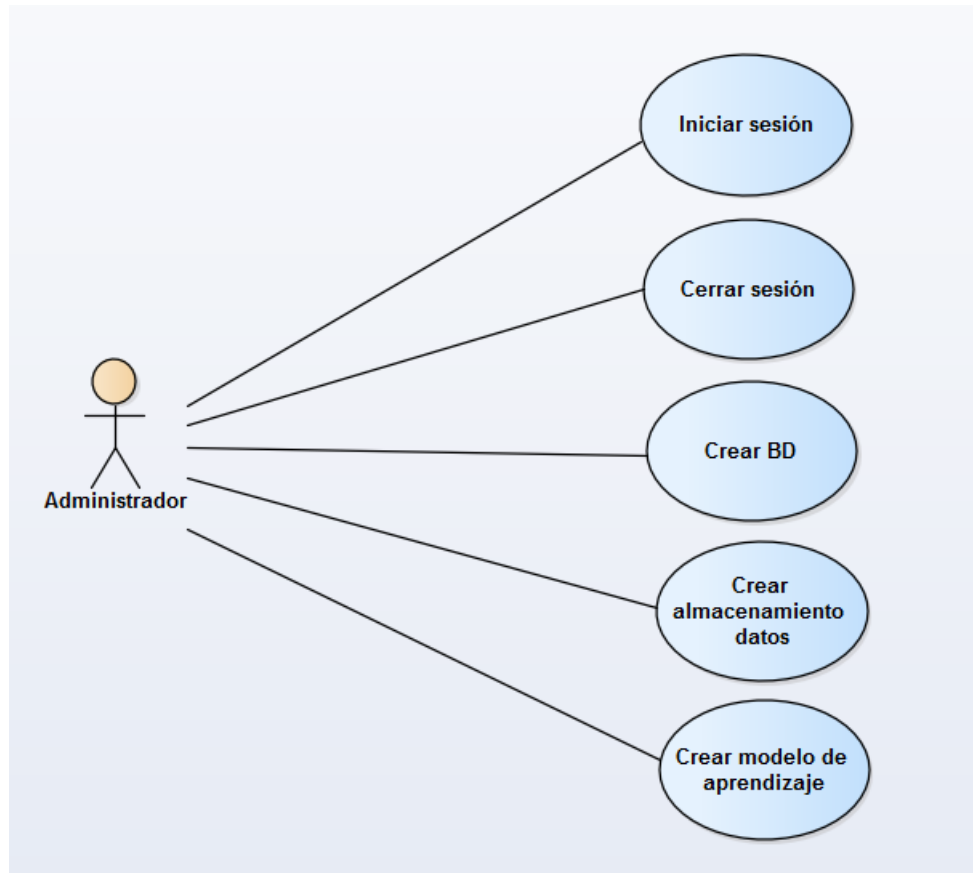 Iniciar sesión
Cerrar sesión
Crear BD
Administrador
Crear
almacenamiento
datos
Crear modelo de
aprendizaje